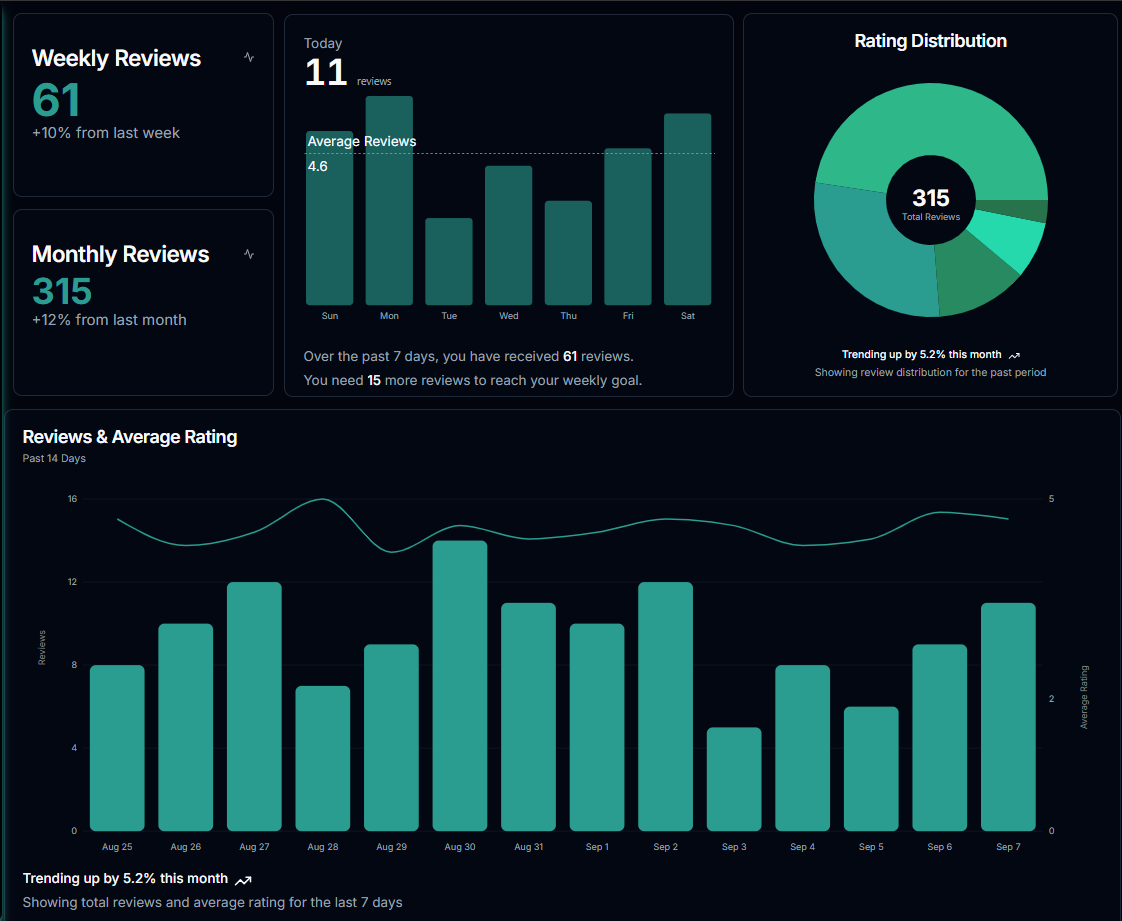 Weekly Reviews
61
+10% from last week
Monthly Reviews
315
+12% from last month
Today
11 reviews
Average Reviews
4.6
Sun Mon Tue Wed Thu Fri Sat
Over the past 7 days, you have received 61 reviews.
You need 15 more reviews to reach your weekly goal.
Rating Distribution
315
Total Reviews
Trending up by 5.2% this month
Showing review distribution for the past period
Reviews & Average Rating
Past 14 Days
16
12
8
4
0
Reviews
5
2
0
Average Rating
Aug 25 Aug 26 Aug 27 Aug 28 Aug 29 Aug 30 Aug 31 Sep 1 Sep 2 Sep 3 Sep 4 Sep 5 Sep 6 Sep 7
Trending up by 5.2% this month
Showing total reviews and average rating for the last 7 days